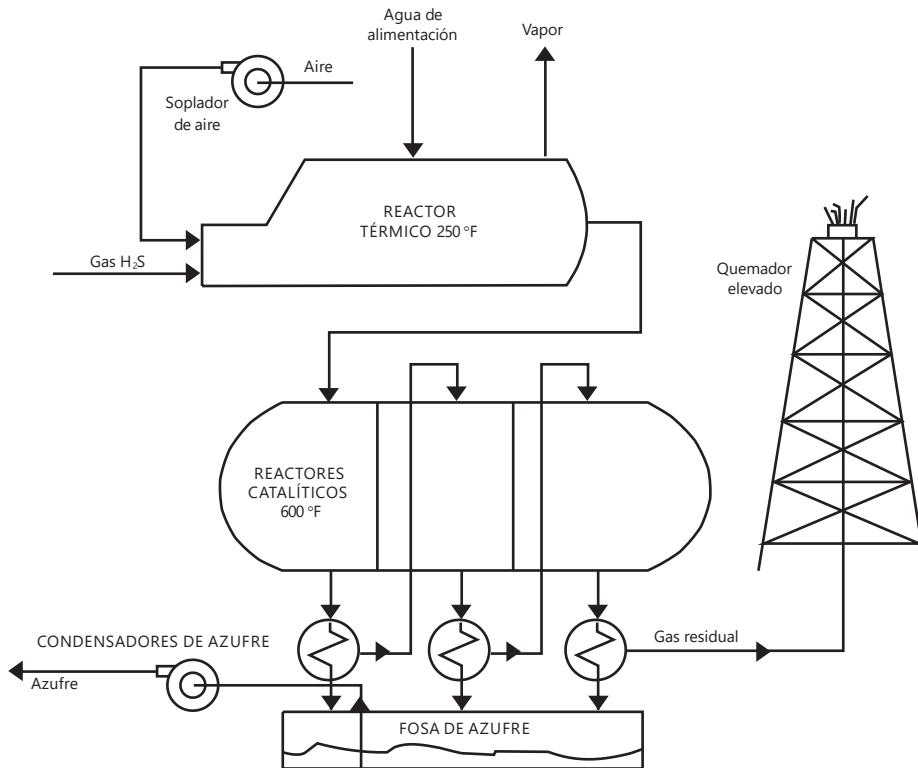 Agua de
alimentación
Vapor
Aire
Soplador
de aire
REACTOR
TÉRMICO 250 °F
Gas H₂S
Quemador
elevado
REACTORES
CATALÍTICOS
600 °F
CONDENSADORES DE AZUFRE
Gas residual
Azufre
FOSA DE AZUFRE